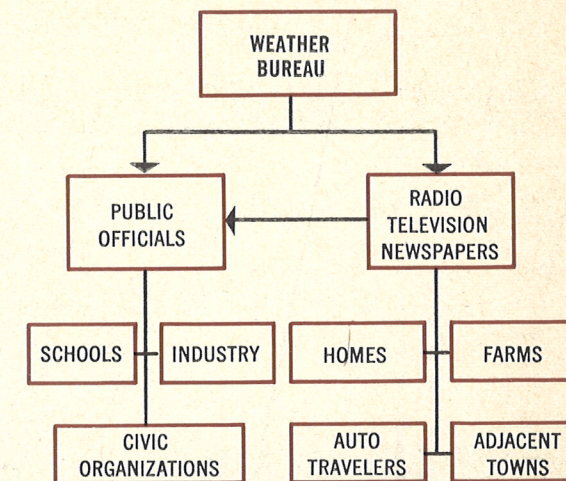 WEATHER
BUREAU
PUBLIC
OFFICIALS
RADIO
TELEVISION
NEWSPAPERS
SCHOOLS
INDUSTRY
HOMES
FARMS
CIVIC
ORGANIZATIONS
AUTO
TRAVELERS
ADJACENT
TOWNS